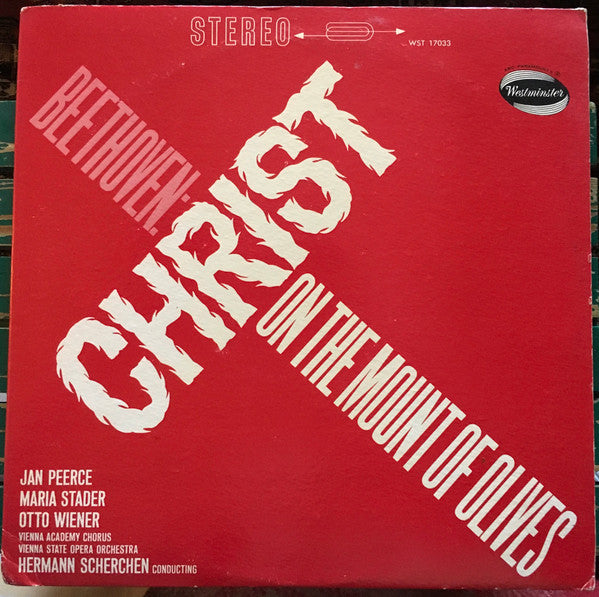 STEREO
WST 17033
Westminster
BEETHOVEN:
CHRIST
ON THE MOUNT OF OLIVES
JAN PEERCE
MARIA STADER
OTTO WIENER
VIENNA ACADEMY CHORUS
VIENNA STATE OPERA ORCHESTRA
HERMANN SCHERCHEN CONDUCTING